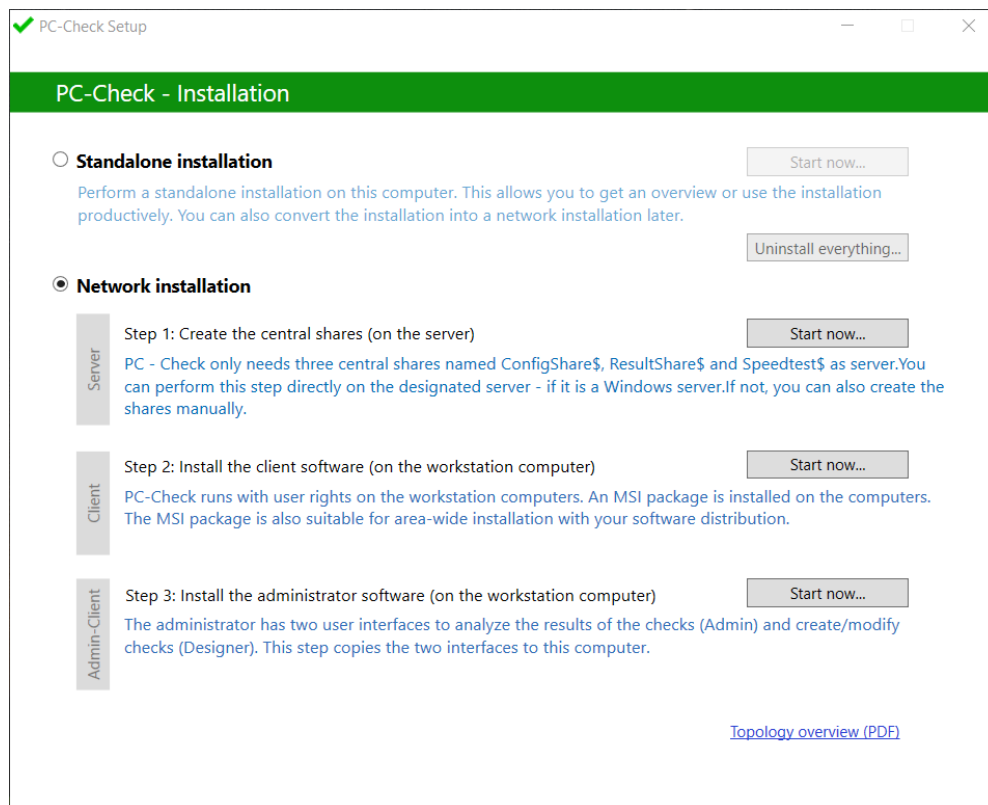 PC-Check Setup
PC-Check - Installation
Standalone installation
Start now...
Perform a standalone installation on this computer. This allows you to get an overview or use the installation
productively. You can also convert the installation into a network installation later.
Uninstall everything...
Network installation
Server
Step 1: Create the central shares (on the server)
Start now...
PC - Check only needs three central shares named ConfigShare$, ResultShare$ and Speedtest$ as server.You
can perform this step directly on the designated server - if it is a Windows server.If not, you can also create the
shares manually.
Client
Step 2: Install the client software (on the workstation computer)
Start now...
PC-Check runs with user rights on the workstation computers. An MSI package is installed on the computers.
The MSI package is also suitable for area-wide installation with your software distribution.
Admin-Client
Step 3: Install the administrator software (on the workstation computer)
Start now...
The administrator has two user interfaces to analyze the results of the checks (Admin) and create/modify
checks (Designer). This step copies the two interfaces to this computer.
Topology overview (PDF)